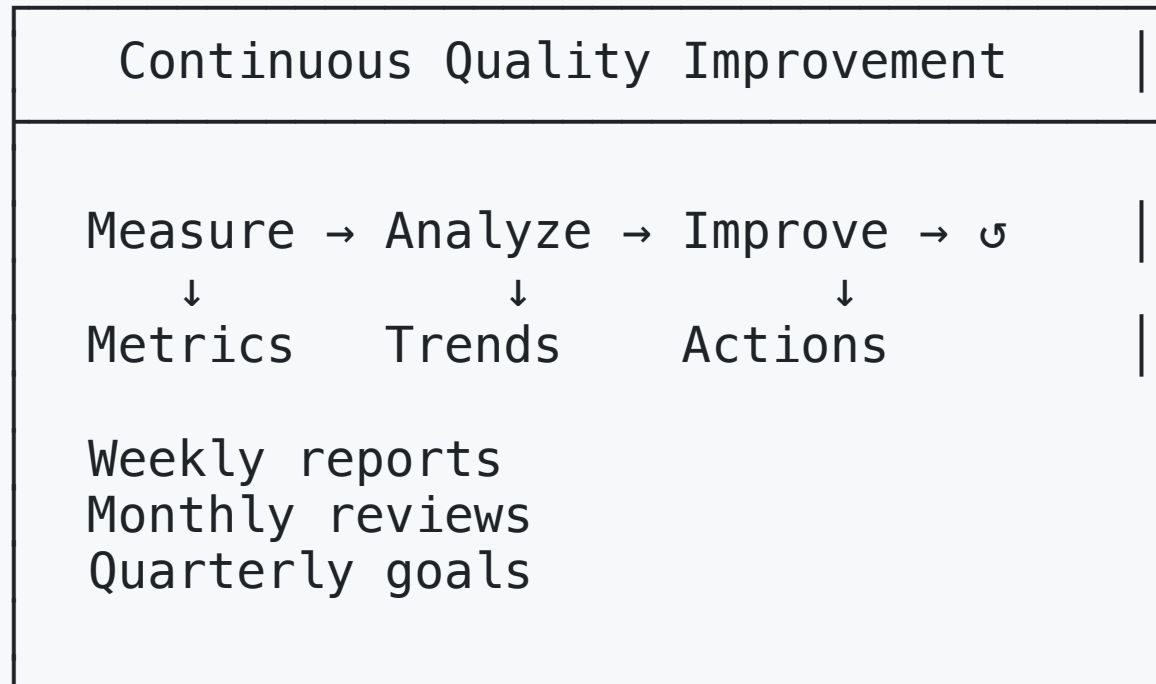 Continuous Quality Improvement
Measure → Analyze → Improve → ↺
↓ ↓ ↓
Metrics Trends Actions
Weekly reports
Monthly reviews
Quarterly goals